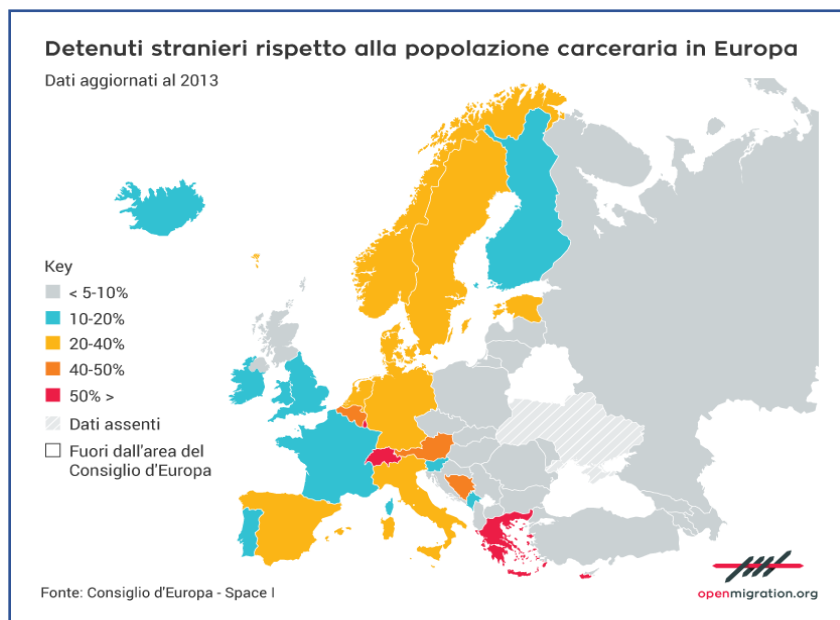 Detenuti stranieri rispetto alla popolazione carceraria in Europa
Dati aggiornati al 2013
Key
< 5-10%
10-20%
20-40%
40-50%
50% >
Dati assenti
Fuori dall'area del
Consiglio d'Europa
Fonte: Consiglio d'Europa - Space I
openmigration.org